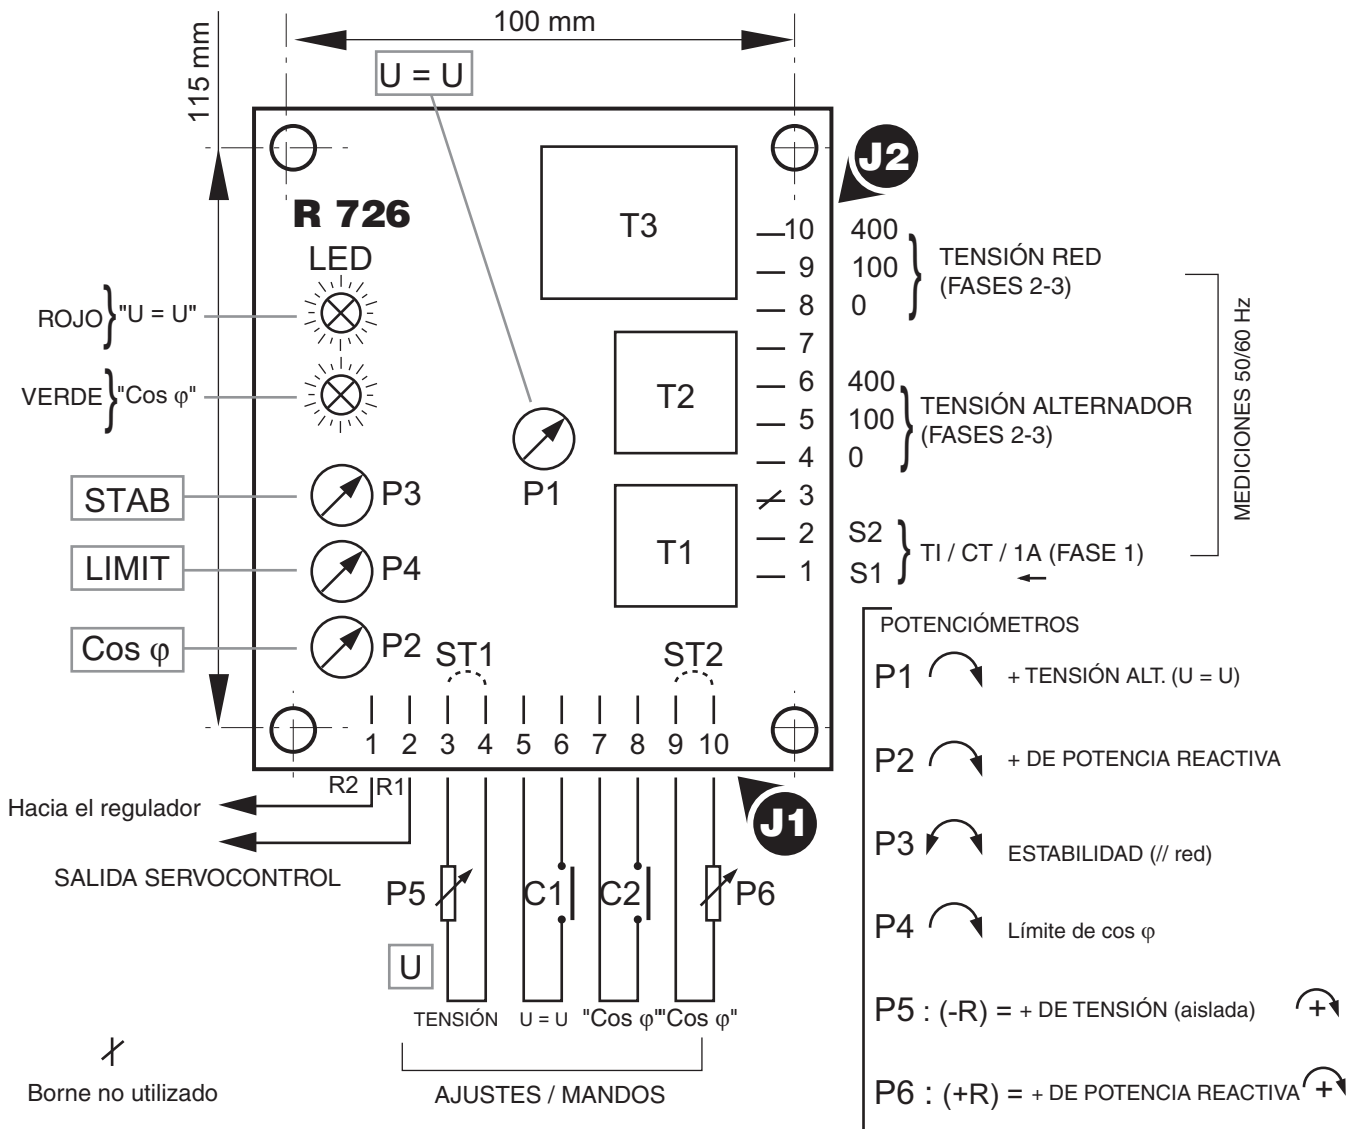 100 mm
115 mm
U = U
J2
R 726
LED
T3
10 400
9 100
8 0
TENSIÓN RED
(FASES 2-3)
ROJO "U = U"
7
VERDE "Cos φ"
T2
6 400
5 100
4 0
TENSIÓN ALTERNADOR
(FASES 2-3)
MEDICIONES 50/60 Hz
P1
STAB P3
3
LIMIT P4
T1
2 S2
1 S1
TI / CT / 1A (FASE 1)
Cos φ P2
ST1 ST2
1 2 3 4 5 6 7 8 9 10
R2 R1
J1
Hacia el regulador
SALIDA SERVOCONTROL
P5 C1 C2 P6
U
TENSIÓN U = U "Cos φ" "Cos φ"
AJUSTES / MANDOS
Borne no utilizado
POTENCIÓMETROS
P1 + TENSIÓN ALT. (U = U)
P2 + DE POTENCIA REACTIVA
P3 ESTABILIDAD (// red)
P4 Límite de cos φ
P5 : (-R) = + DE TENSIÓN (aislada) +
P6 : (+R) = + DE POTENCIA REACTIVA +